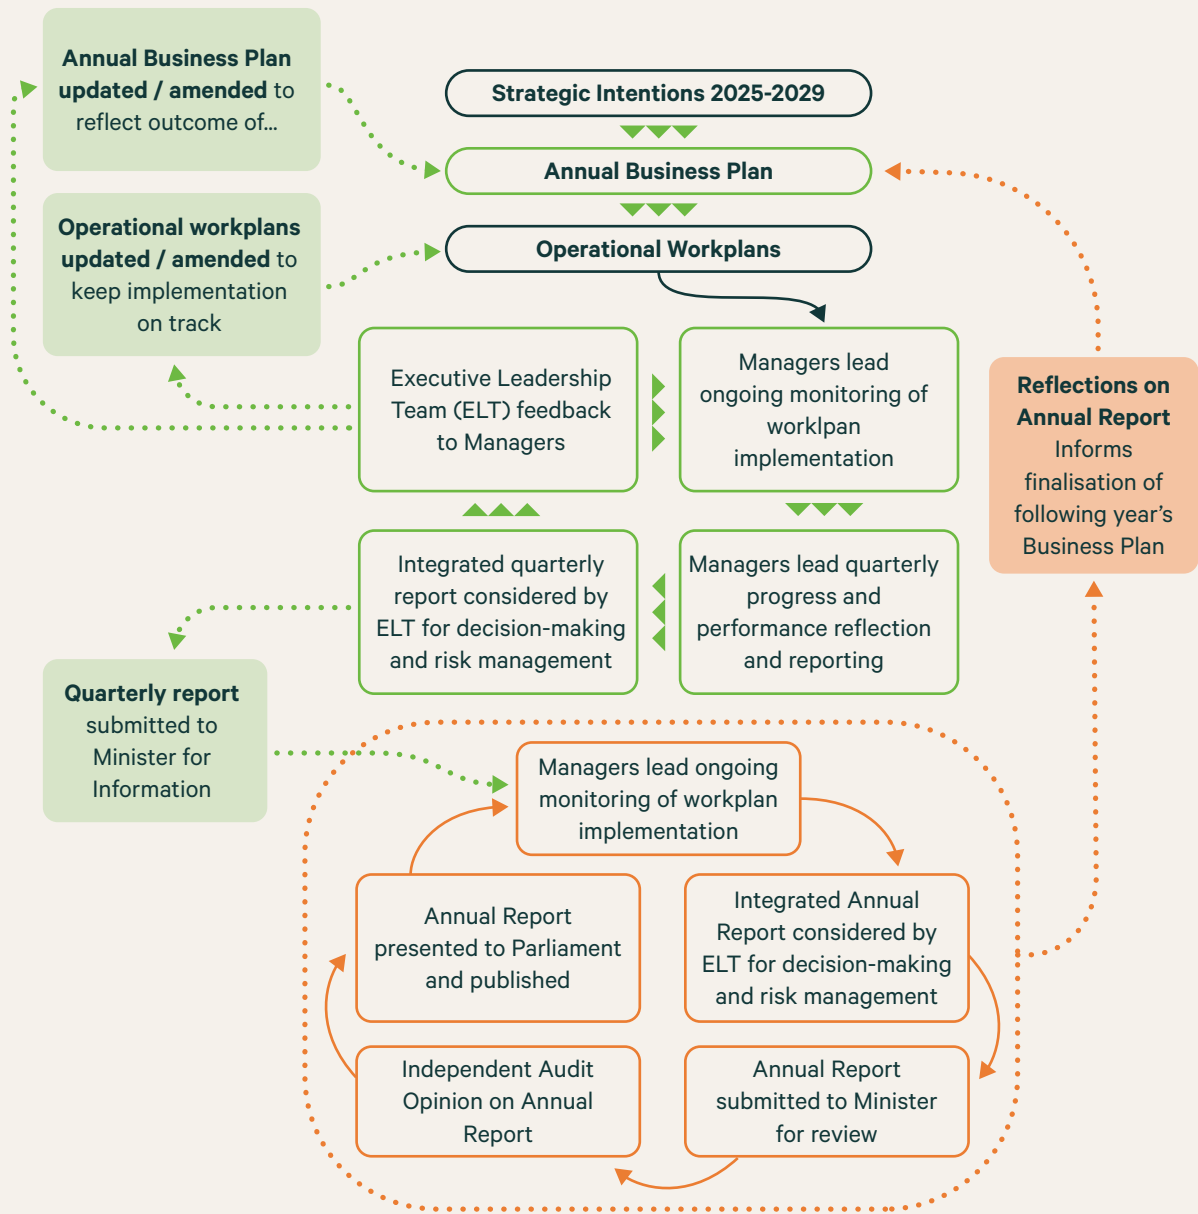 Annual Business Plan
updated / amended to
reflect outcome of...
Strategic Intentions 2025-2029
Annual Business Plan
Operational workplans
updated / amended to
keep implementation
on track
Operational Workplans
Executive Leadership
Team (ELT) feedback
to Managers
Managers lead
ongoing monitoring of
worklpan
implementation
Reflections on
Annual Report
Informs
finalisation of
following year's
Business Plan
Integrated quarterly
report considered by
ELT for decision-making
and risk management
Managers lead quarterly
progress and
performance reflection
and reporting
Quarterly report
submitted to
Minister for
Information
Managers lead ongoing
monitoring of workplan
implementation
Annual Report
presented to Parliament
and published
Integrated Annual
Report considered by
ELT for decision-making
and risk management
Independent Audit
Opinion on Annual
Report
Annual Report
submitted to Minister
for review